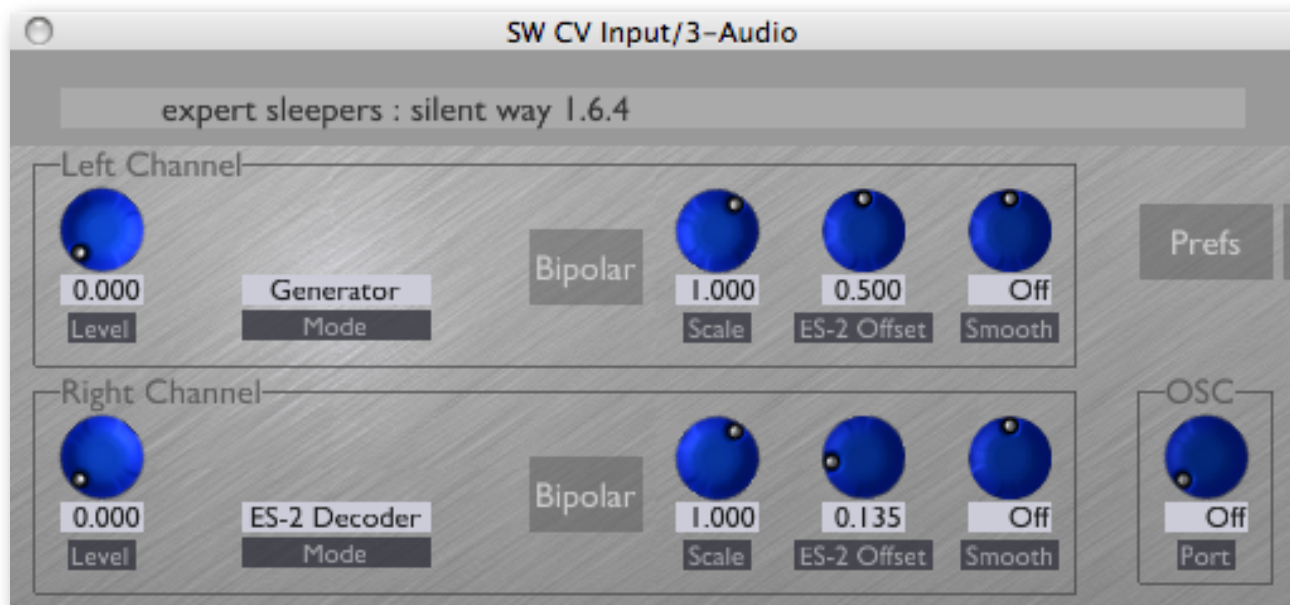 SW CV Input/3-Audio
expert sleepers : silent way 1.6.4
Left Channel
0.000 Generator Bipolar 1.000 0.500 Off Prefs
Level Mode Scale ES-2 Offset Smooth
Right Channel OSC
0.000 ES-2 Decoder Bipolar 1.000 0.135 Off Off
Level Mode Scale ES-2 Offset Smooth Port